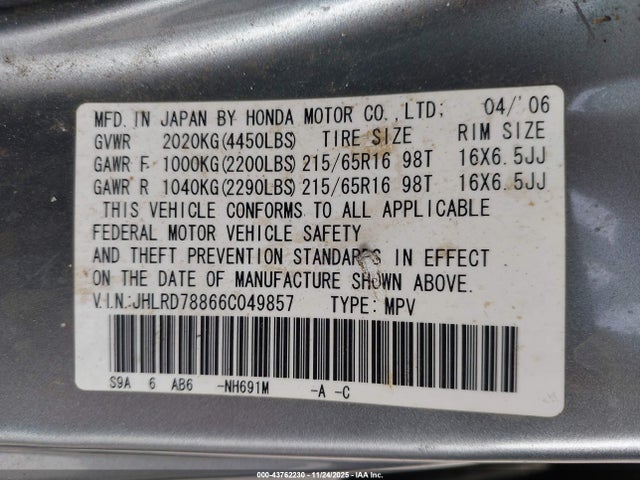 MFD. IN JAPAN BY HONDA MOTOR CO.,LTD; 04/'06
GVWR 2020KG(4450LBS) TIRE SIZE RIM SIZE
GAWR F 1000KG(2200LBS) 215/65R16 98T 16X6.5JJ
GAWR R 1040KG(2290LBS) 215/65R16 98T 16X6.5JJ
THIS VEHICLE CONFORMS TO ALL APPLICABLE
FEDERAL MOTOR VEHICLE SAFETY
AND THEFT PREVENTION STANDARDS IN EFFECT
ON THE DATE OF MANUFACTURE SHOWN ABOVE.
V.I.N:JHLRD78866C049857 TYPE: MPV
S9A 6 AB6 -NH691M -A -C
000-43762230 - 11/24/2025 - IAA Inc.